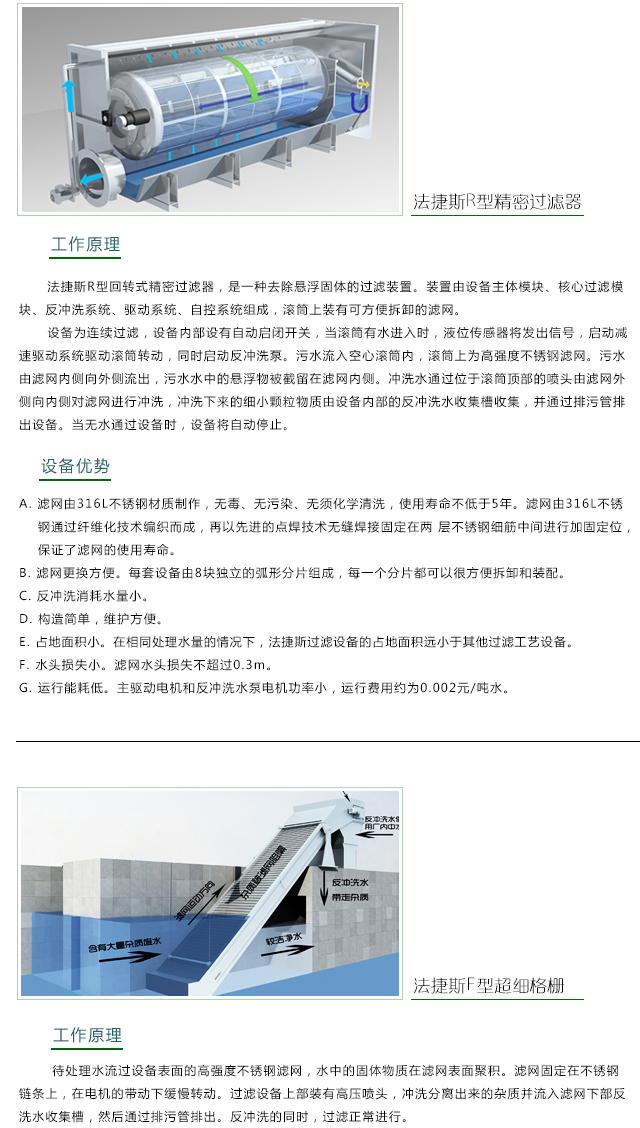 法捷斯R型精密过滤器
工作原理
法捷斯R型回转式精密过滤器，是一种去除悬浮固体的过滤装置。装置由设备主体模块、核心过滤模
块、反冲洗系统、驱动系统、自控系统组成，滚筒上装有可方便拆卸的滤网。
设备为连续过滤，设备内部设有自动启闭开关，当滚筒有水进入时，液位传感器将发出信号，启动减
速驱动系统驱动滚筒转动，同时启动反冲洗泵。污水流入空心滚筒内，滚筒上为高强度不锈钢滤网。污水
由滤网内侧向外侧流出，污水水中的悬浮物被截留在滤网内侧。冲洗水通过位于滚筒顶部的喷头由滤网外
侧向内侧对滤网进行冲洗，冲洗下来的细小颗粒物质由设备内部的反冲洗水收集槽收集，并通过排污管排
出设备。当无水通过设备时，设备将自动停止。
设备优势
A. 滤网由316L不锈钢材质制作，无毒、无污染、无须化学清洗，使用寿命不低于5年。滤网由316L不锈
钢通过纤维化技术编织而成，再以先进的点焊技术无缝焊接固定在两 层不锈钢细筋中间进行加固定位，
保证了滤网的使用寿命。
B. 滤网更换方便。每套设备由8块独立的弧形分片组成，每一个分片都可以很方便拆卸和装配。
C. 反冲洗消耗水量小。
D. 构造简单，维护方便。
E. 占地面积小。在相同处理水量的情况下，法捷斯过滤设备的占地面积远小于其他过滤工艺设备。
F. 水头损失小。滤网水头损失不超过0.3m。
G. 运行能耗低。主驱动电机和反冲洗水泵电机功率小，运行费用约为0.002元/吨水。
反冲洗水使
用厂内中水
杂质被滤网阻隔
滤网运动方向
反冲洗水
带走杂质
含有大量杂质废水
较洁净水
法捷斯F型超细格栅
工作原理
待处理水流过设备表面的高强度不锈钢滤网，水中的固体物质在滤网表面聚积。滤网固定在不锈钢
链条上，在电机的带动下缓慢转动。过滤设备上部装有高压喷头，冲洗分离出来的杂质并流入滤网下部反
洗水收集槽，然后通过排污管排出。反冲洗的同时，过滤正常进行。